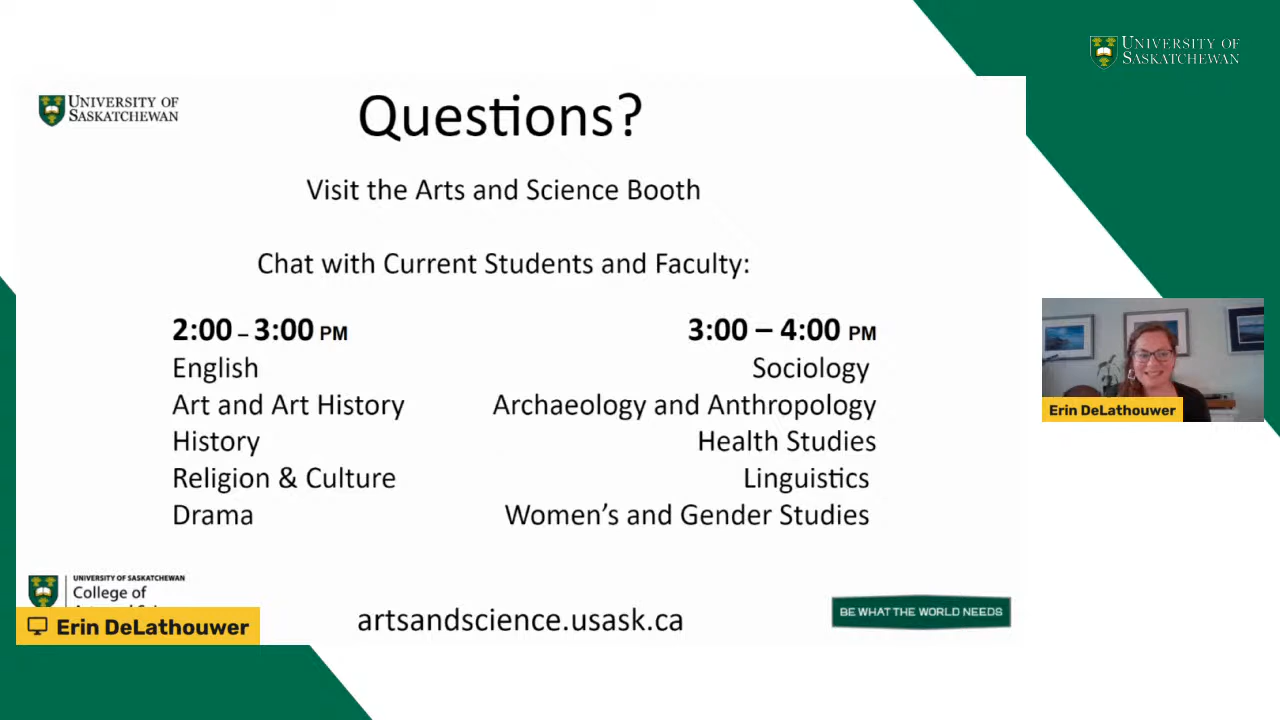 UNIVERSITY OF
SASKATCHEWAN
UNIVERSITY OF
SASKATCHEWAN
Questions?
Visit the Arts and Science Booth
Chat with Current Students and Faculty:
2:00 – 3:00 PM
English
Art and Art History
History
Religion & Culture
Drama
3:00 – 4:00 PM
Sociology
Archaeology and Anthropology
Health Studies
Linguistics
Women's and Gender Studies
Erin DeLathouwer
UNIVERSITY OF SASKATCHEWAN
College of
Erin DeLathouwer
artsandscience.usask.ca
BE WHAT THE WORLD NEEDS